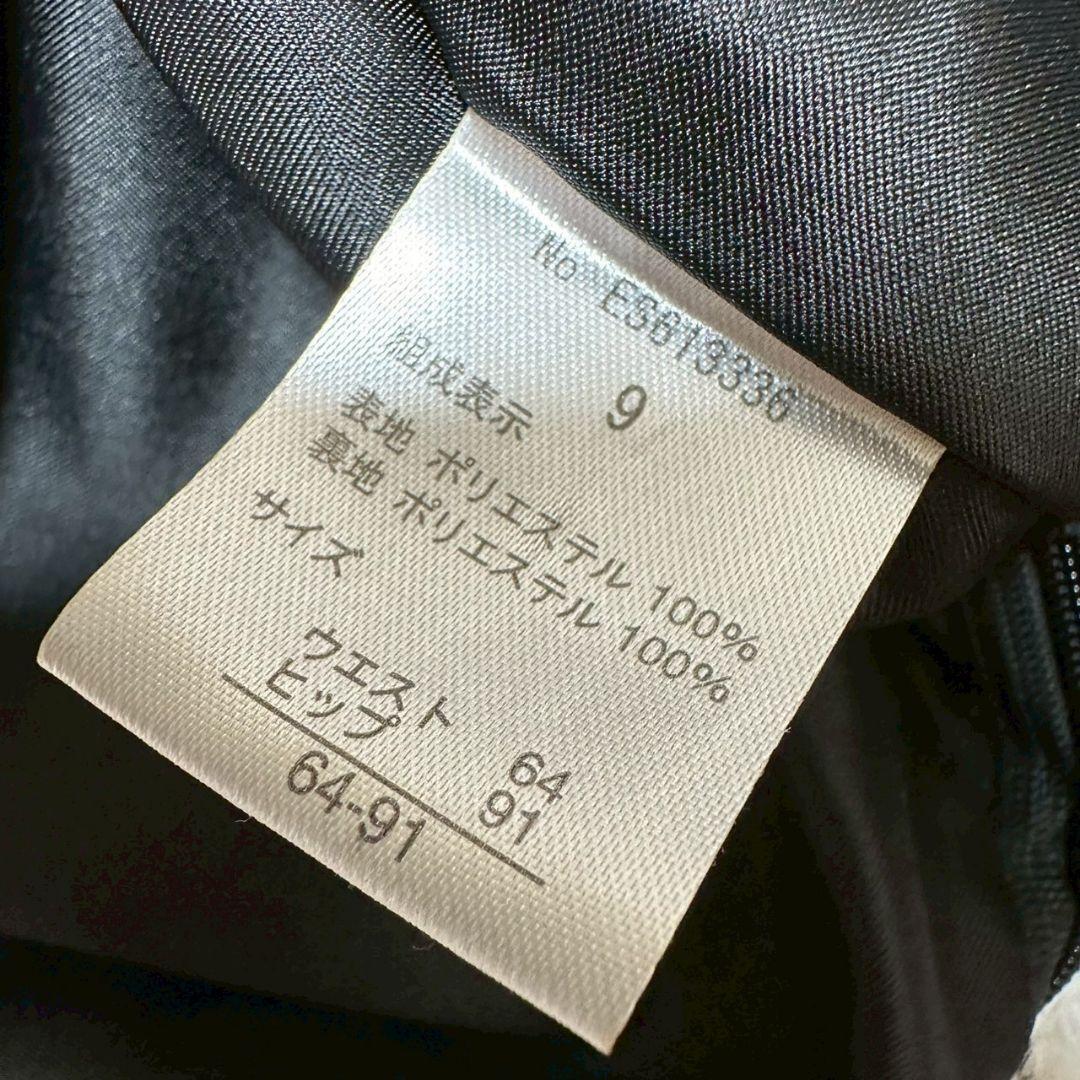 No ES613336
9
組成表示
表地 ポリエステル 100%
裏地 ポリエステル 100%
サイズ
ウエスト 64
ヒップ 91
64-91